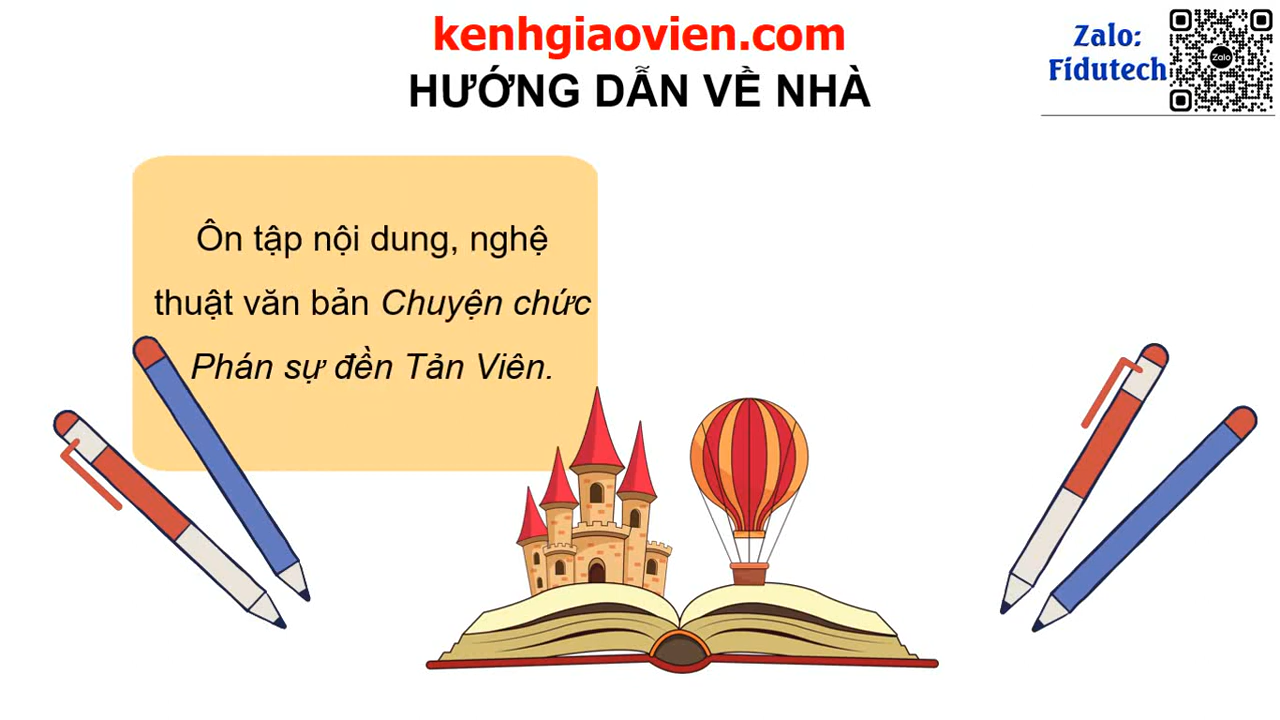 kenhgiaovien.com
HƯỚNG DẪN VỀ NHÀ
Zalo:
Fidutech
Zalo
Ôn tập nội dung, nghệ
thuật văn bản Chuyện chức
Phán sự đền Tản Viên.